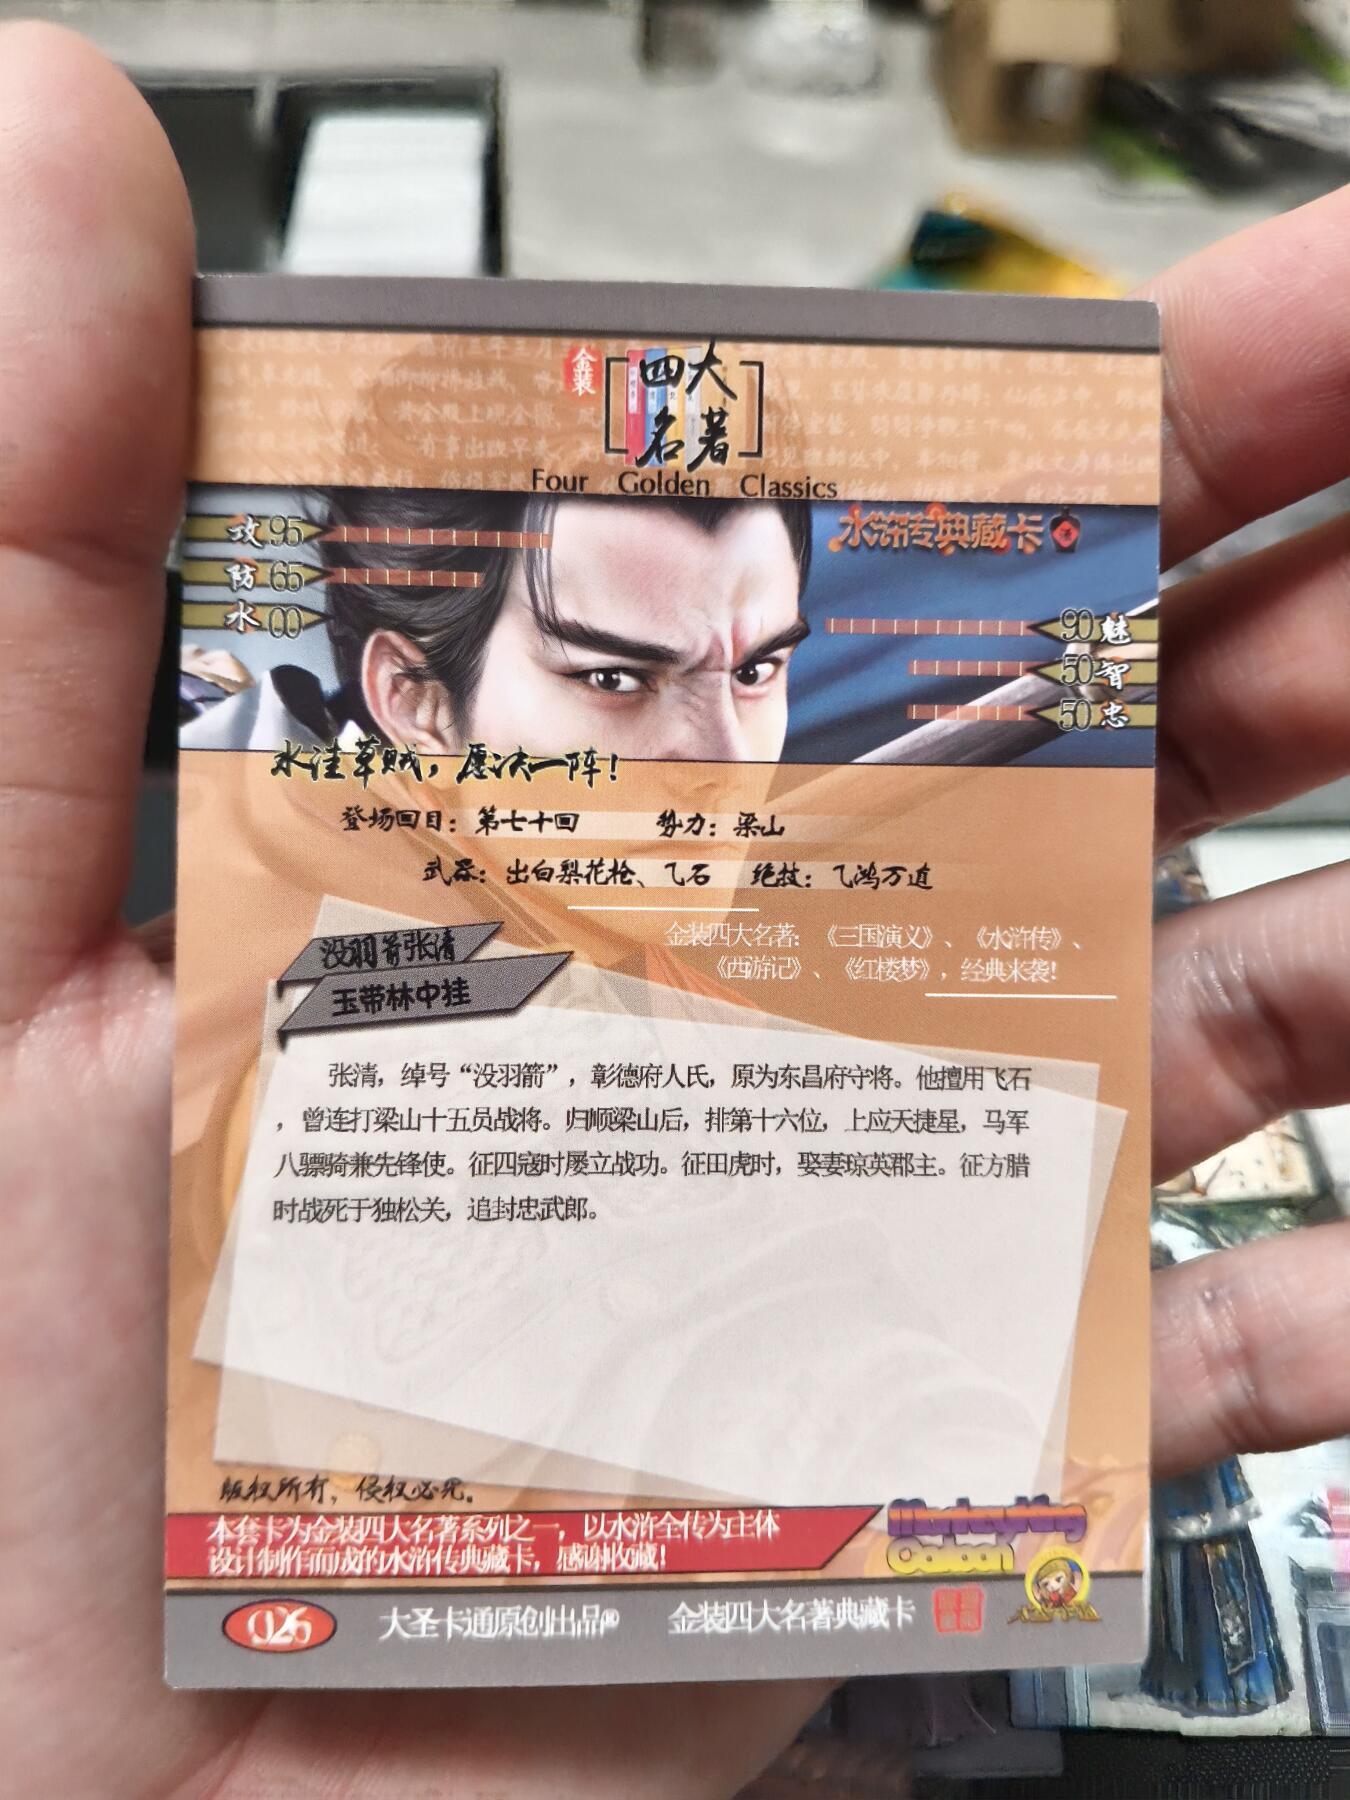 金装
四大
名著
Four Golden Classics
水浒传典藏卡
攻 95
防 65
水 00
90 魅
50 智
50 忠
水洼草贼，愿决一阵！
登场回目：第七十回 势力：梁山
武器：出白梨花枪、飞石 绝技：飞鸿万道
金装四大名著：《三国演义》、《水浒传》、
《西游记》、《红楼梦》，经典来袭！
没羽箭张清
玉带林中挂
张清，绰号“没羽箭”，彰德府人氏，原为东昌府守将。他擅用飞石
，曾连打梁山十五员战将。归顺梁山后，排第十六位，上应天捷星，马军
八骠骑兼先锋使。征四寇时屡立战功。征田虎时，娶妻琼英郡主。征方腊
时战死于独松关，追封忠武郎。
版权所有，侵权必究。
本套卡为金装四大名著系列之一，以水浒全传为主体
设计制作而成的水浒传典藏卡，感谢收藏！
026
大圣卡通原创出品® 金装四大名著典藏卡